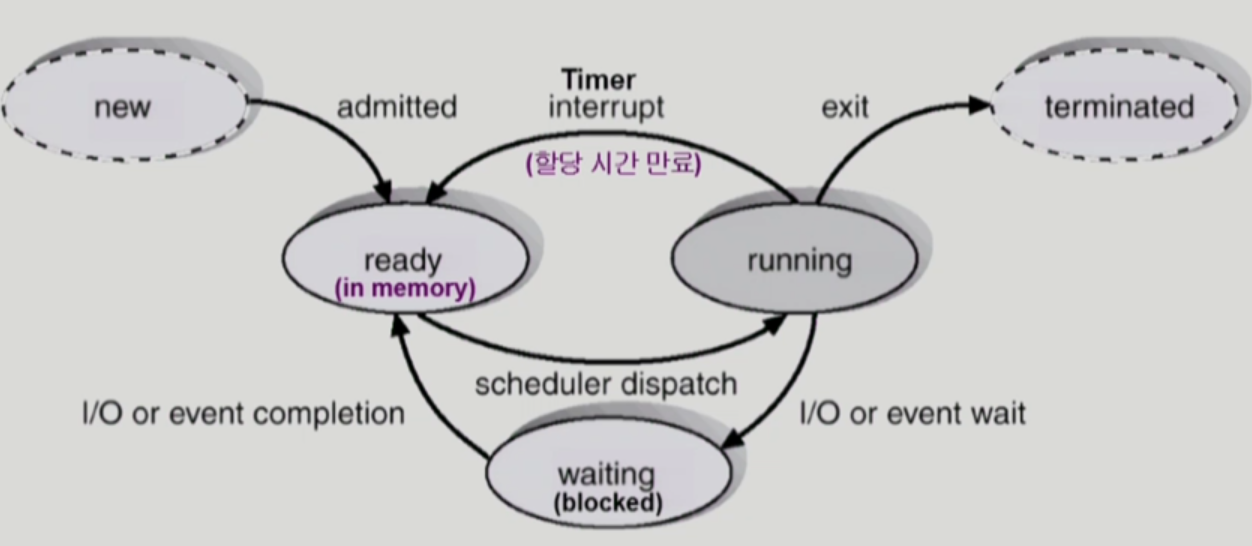 new
admitted
Timer
interrupt
(할당 시간 만료)
exit
terminated
ready
(in memory)
running
scheduler dispatch
I/O or event completion
I/O or event wait
waiting
(blocked)